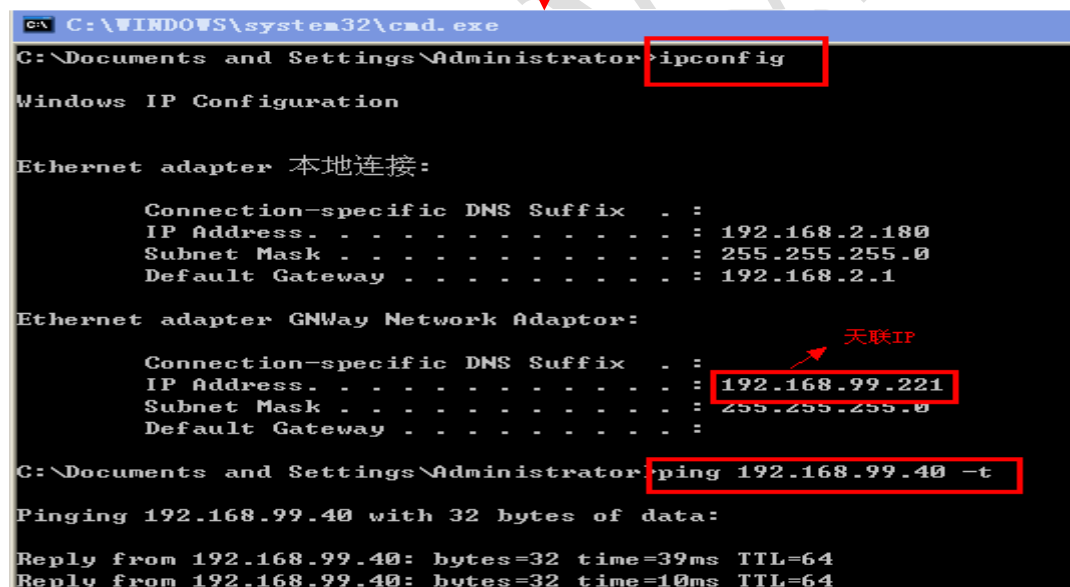 C:\WINDOWS\system32\cmd.exe
C:\Documents and Settings\Administrator>ipconfig
Windows IP Configuration
Ethernet adapter 本地连接:
Connection-specific DNS Suffix . :
IP Address. . . . . . . . . . . . : 192.168.2.180
Subnet Mask . . . . . . . . . . . : 255.255.255.0
Default Gateway . . . . . . . . . : 192.168.2.1
Ethernet adapter GNWay Network Adaptor:
天联IP
Connection-specific DNS Suffix . :
IP Address. . . . . . . . . . . . : 192.168.99.221
Subnet Mask . . . . . . . . . . . : 255.255.255.0
Default Gateway . . . . . . . . . :
C:\Documents and Settings\Administrator>ping 192.168.99.40 -t
Pinging 192.168.99.40 with 32 bytes of data:
Reply from 192.168.99.40: bytes=32 time=39ms TTL=64
Reply from 192.168.99.40: bytes=32 time=10ms TTL=64